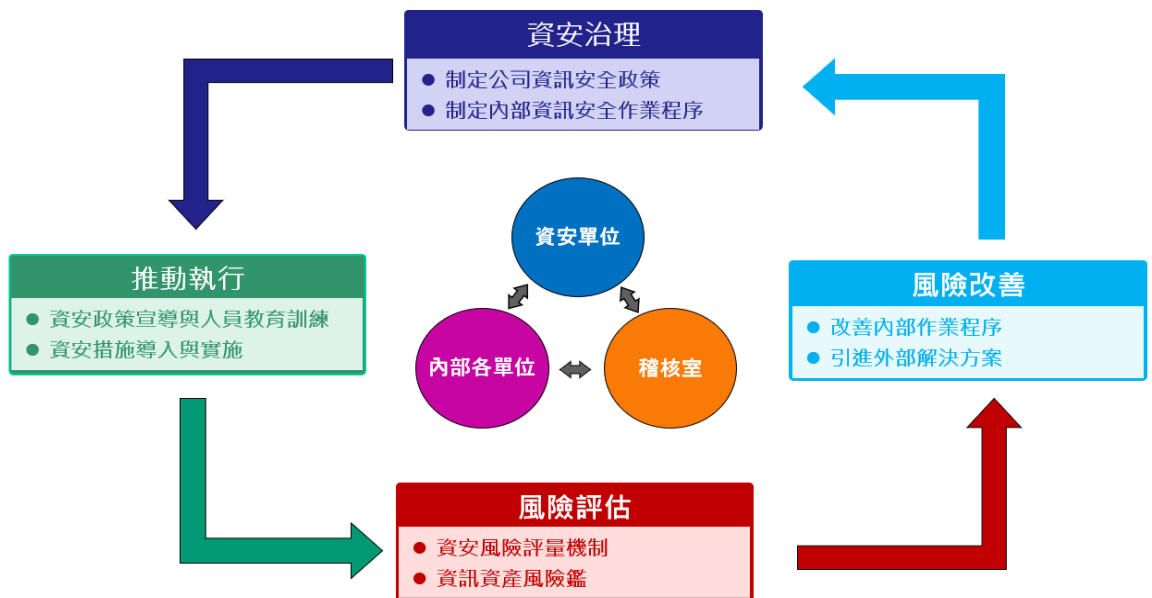 資安治理
● 制定公司資訊安全政策
● 制定內部資訊安全作業程序
資安單位
內部各單位
稽核室
推動執行
● 資安政策宣導與人員教育訓練
● 資安措施導入與實施
風險改善
● 改善內部作業程序
● 引進外部解決方案
風險評估
● 資安風險評量機制
● 資訊資產風險鑑